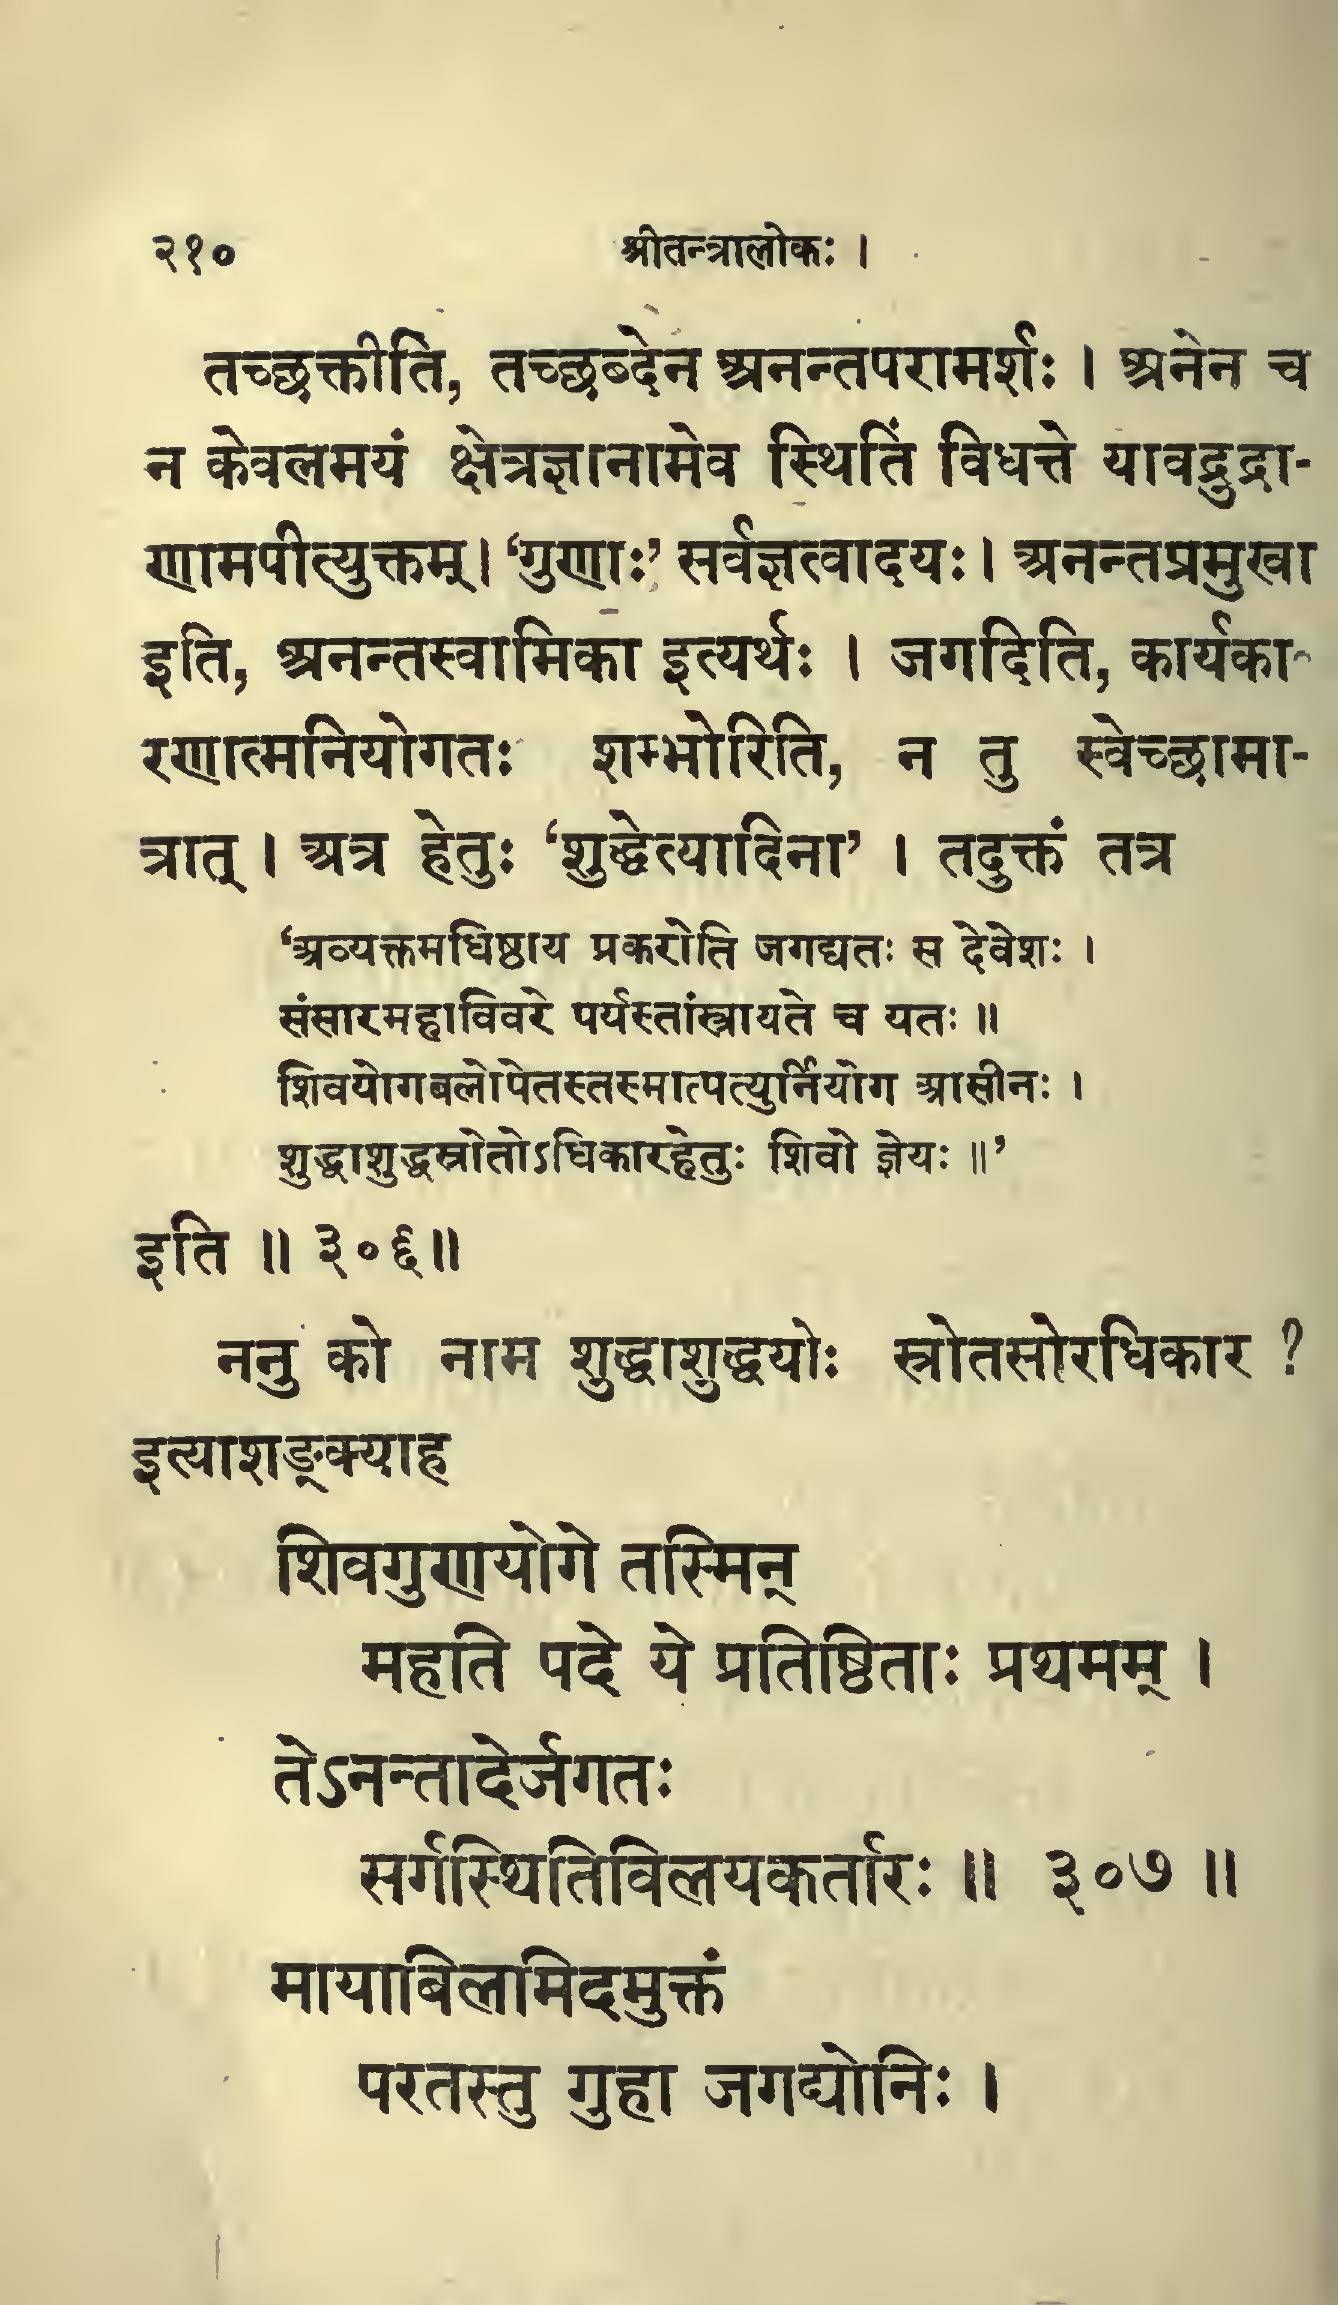 २१० श्रीतन्त्रालोकः ।
तच्छक्तीति, तच्छब्देन अनन्तपरामर्शः । अनेन च
न केवलमयं क्षेत्रज्ञानामेव स्थितिं विधत्ते यावद्रुद्रा-
णामपीत्युक्तम् । ‘गुणाः’ सर्वज्ञत्वादयः । अनन्तप्रमुखा
इति, अनन्तस्वामिका इत्यर्थः । जगदिति, कार्यका-
रणात्मनियोगतः शम्भोरिति, न तु स्वेच्छामा-
त्रात् । अत्र हेतुः ‘शुद्धेत्यादिना’ । तदुक्तं तत्र
‘अव्यक्तमधिष्ठाय प्रकरोति जगद्यतः स देवेशः ।
संसारमहाविवरे पर्यस्तांस्त्रायते च यतः ॥
शिवयोगबलोपेतस्तस्मात्पत्युर्नियोग आसीनः ।
शुद्धाशुद्धस्रोतोऽधिकारहेतुः शिवो ज्ञेयः ॥’
इति ॥ ३०६ ॥
ननु को नाम शुद्धाशुद्धयोः स्रोतसोरधिकार ?
इत्याशङ्क्याह
शिवगुणयोगे तस्मिन्
महति पदे ये प्रतिष्ठिताः प्रथमम् ।
तेऽनन्तादेर्जगतः
सर्गस्थितिविलयकर्तारः ॥ ३०७ ॥
मायाबिलमिदमुक्तं
परतस्तु गुहा जगद्योनिः ।